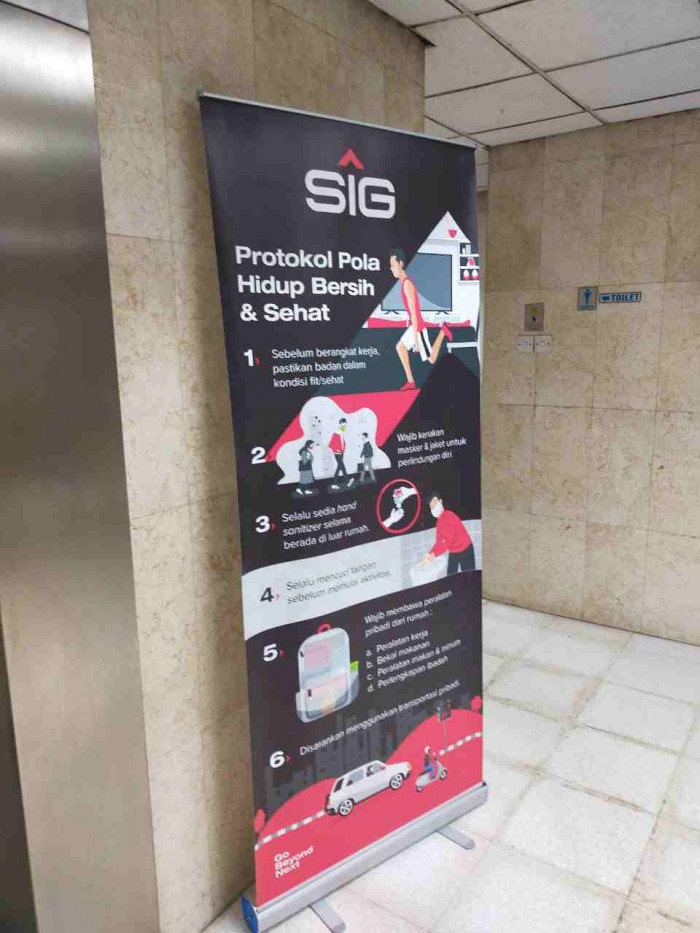 SIG
Protokol Pola
Hidup Bersih
& Sehat
1 Sebelum berangkat kerja,
pastikan badan dalam
kondisi fit/sehat
2 Wajib kenakan
masker & jaket untuk
perlindungan diri
3 Selalu sedia hand
sanitizer selama
berada di luar rumah.
4 Selalu mencuci tangan
sebelum memulai aktivitas.
5 Wajib membawa peralatan
pribadi dari rumah :
a. Peralatan kerja
b. Bekal makanan
c. Peralatan makan & minum
d. Perlengkapan ibadah
6 Disarankan menggunakan transportasi pribadi.
Go
Beyond
Next
TOILET